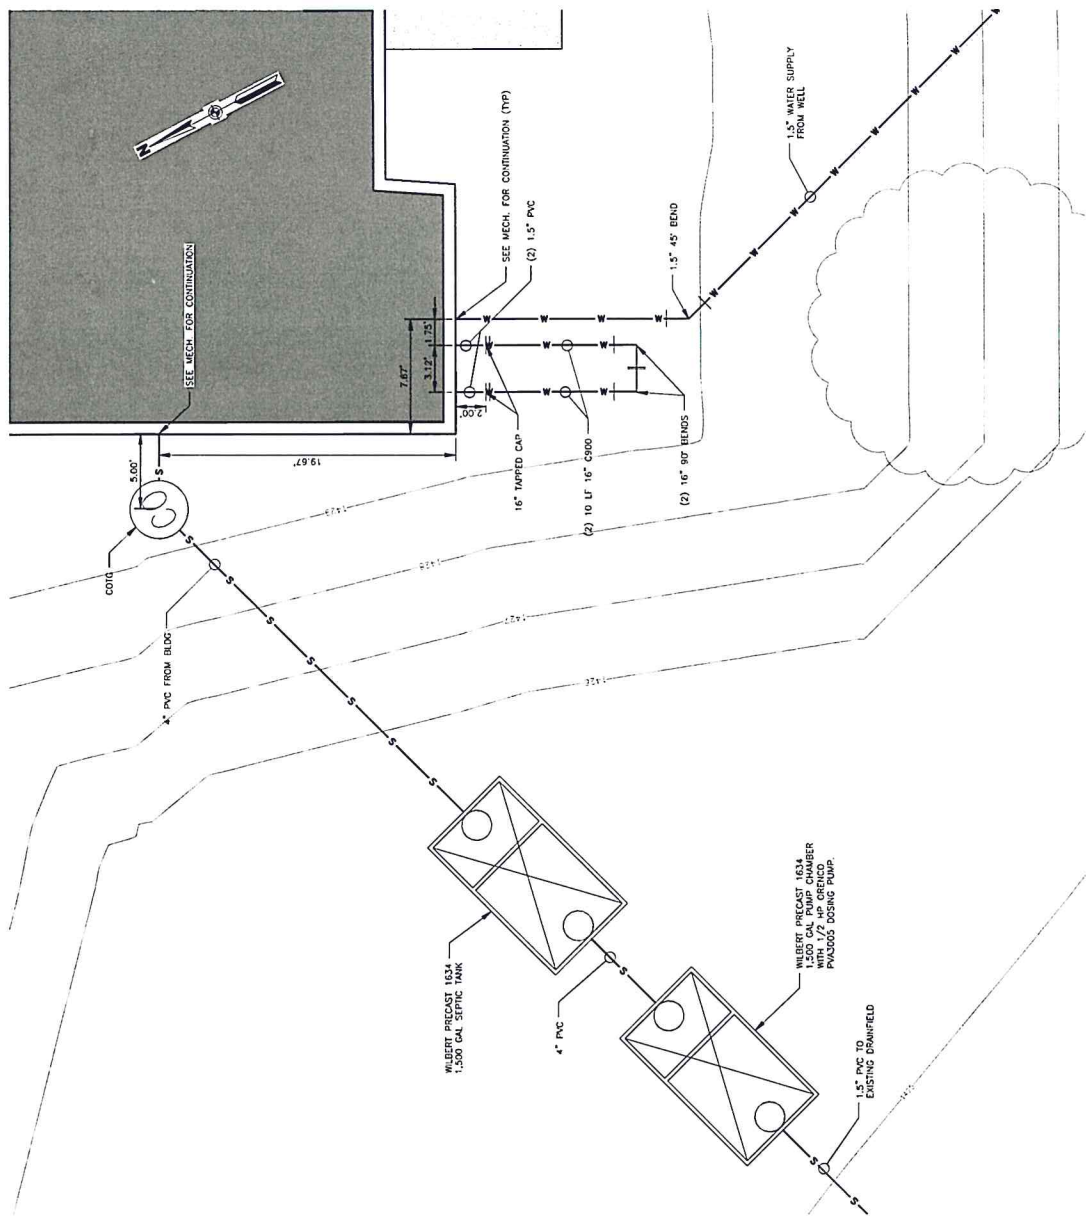 N
SEE MECH. FOR CONTINUATION
SEE MECH. FOR CONTINUATION (TYP)
(2) 1.5" PVC
1.5" WATER SUPPLY
FROM WELL
1.5" 45° BEND
7.67'
1.75'
3.12'
2.00'
19.67'
5.00'
16" TAPPED CAP
(2) 10 LF 16" C900
(2) 16" 90° BENDS
COTG
CO
4" PVC FROM BLDG
1428
1427
1426
WILBERT PRECAST 1634
1,500 GAL SEPTIC TANK
4" PVC
WILBERT PRECAST 1634
1,500 GAL PUMP CHAMBER
WITH 1/2 HP ORENCO
PVA3005 DOSING PUMP.
1.5" PVC TO
EXISTING DRAINFIELD
W W W W W W W W
W W W W
W W
W W
S S S S S S S S
S
S S